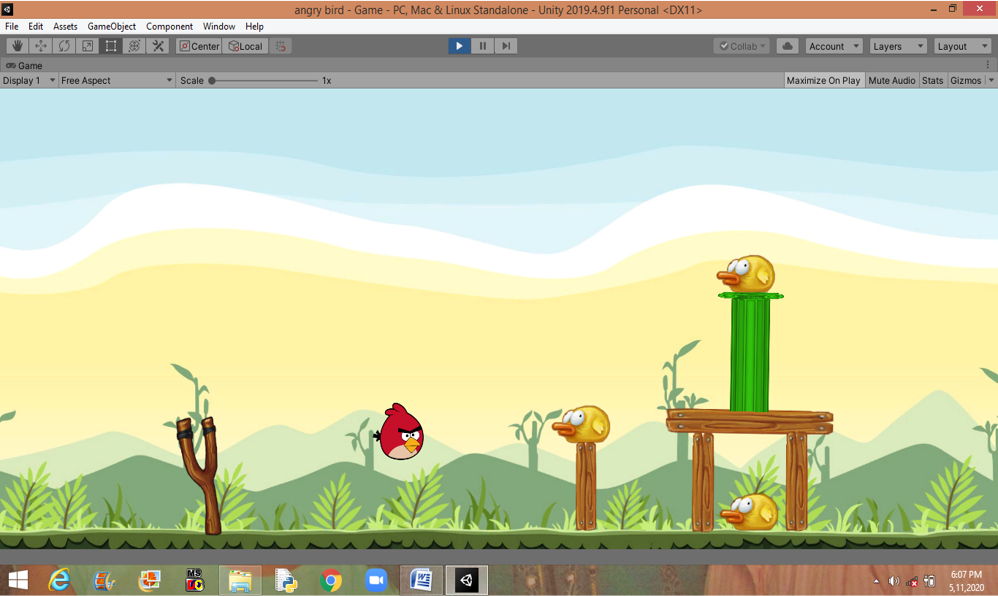 angry bird - Game - PC, Mac & Linux Standalone - Unity 2019.4.9f1 Personal <DX11>
File Edit Assets GameObject Component Window Help
Center Local Collab Account Layers Layout
Game
Display 1 Free Aspect Scale 1x Maximize On Play Mute Audio Stats Gizmos
MS
6:07 PM
5,11,2020